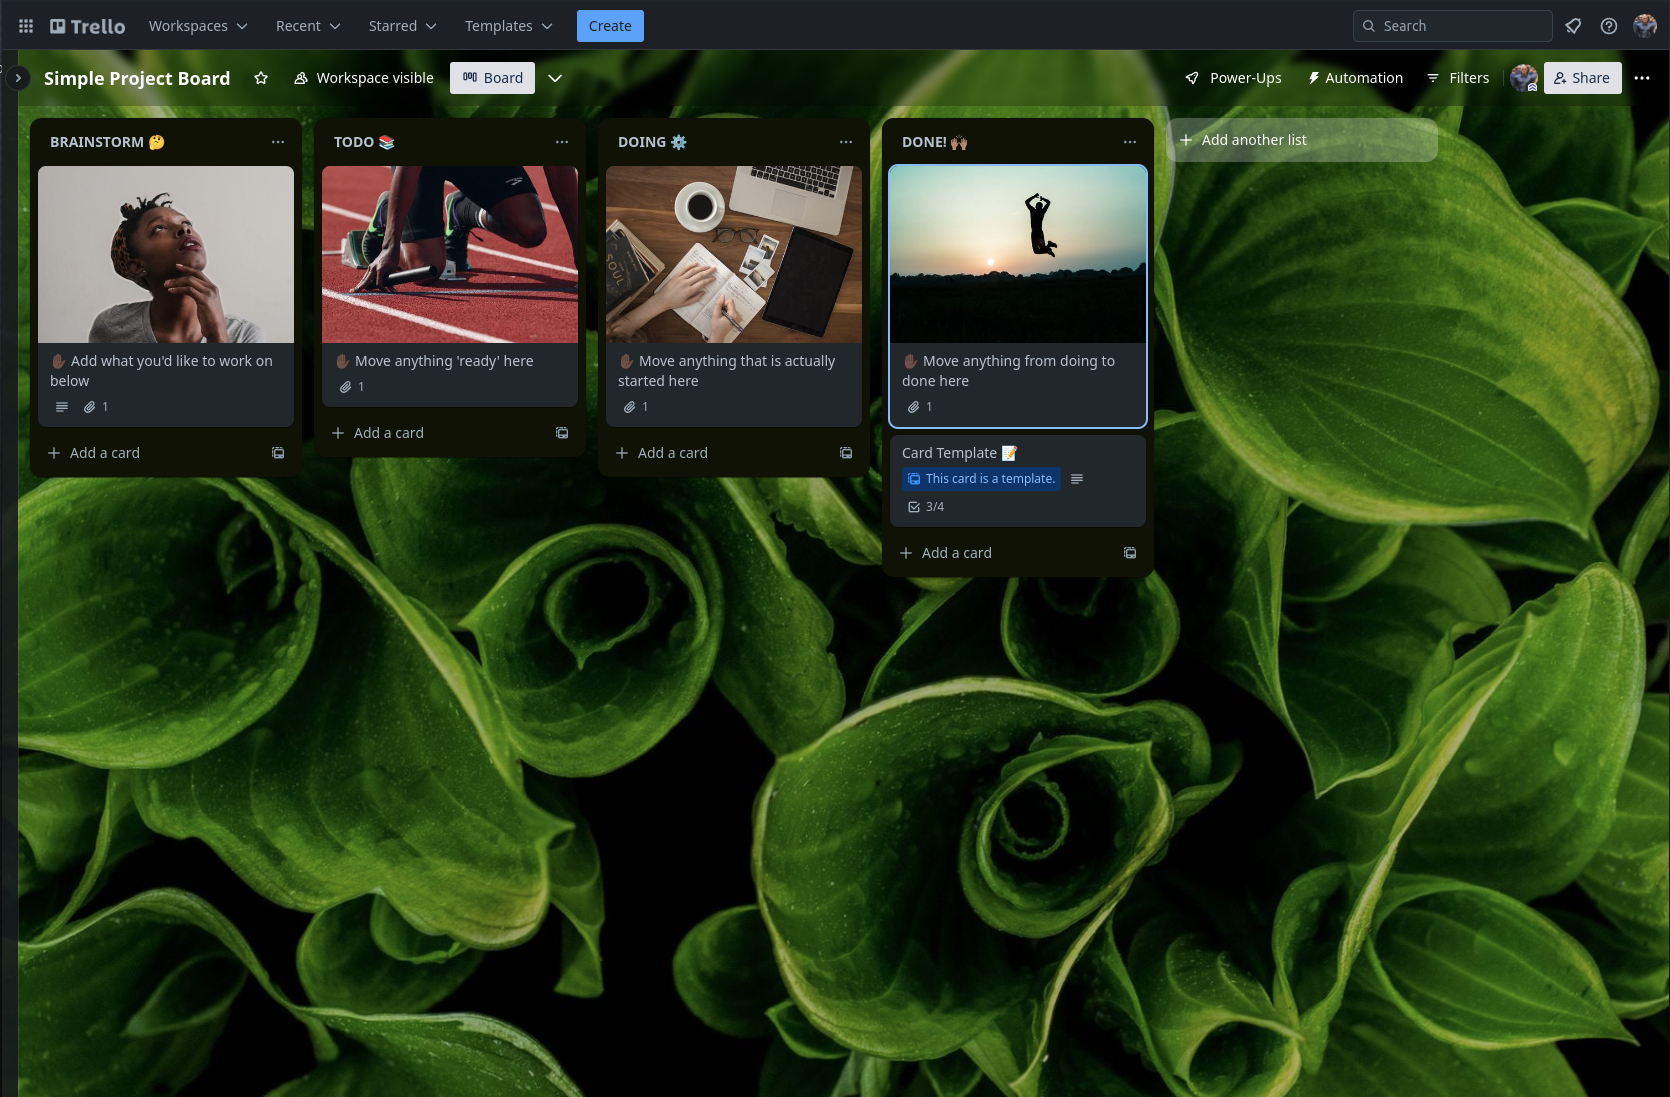 Trello Workspaces Recent Starred Templates Create Search
Simple Project Board Workspace visible Board Power-Ups Automation Filters Share
BRAINSTORM 🤔
✋🏿 Add what you'd like to work on
below
1
Add a card
TODO 📚
✋🏿 Move anything 'ready' here
1
Add a card
DOING ⚙️
SOUL
✋🏿 Move anything that is actually
started here
1
Add a card
DONE! 🙌🏽
✋🏿 Move anything from doing to
done here
1
Card Template 📝
This card is a template.
3/4
Add a card
Add another list